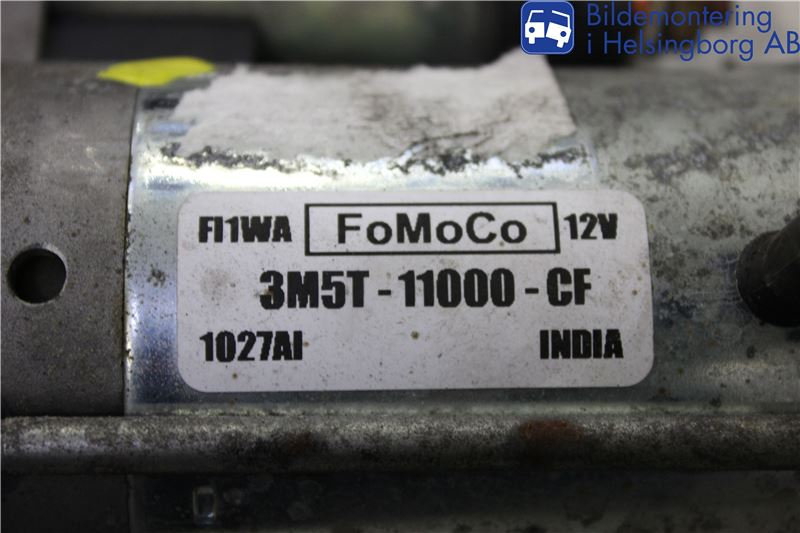 Bildemontering
i Helsingborg AB
FI1WA FoMoCo 12V
3M5T - 11000 - CF
1027AI INDIA